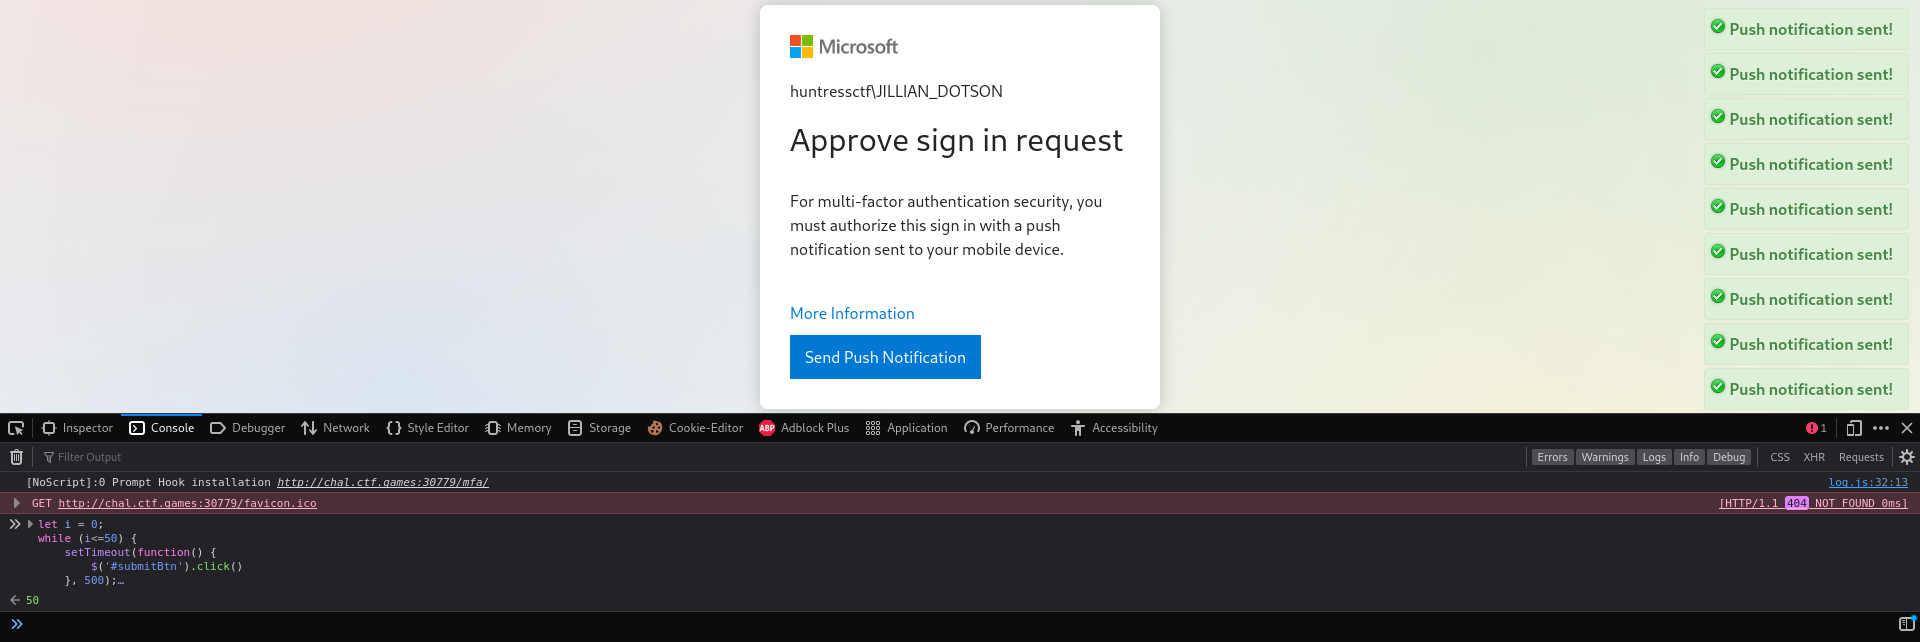 Microsoft
huntressctf\JILLIAN_DOTSON
Approve sign in request
For multi-factor authentication security, you
must authorize this sign in with a push
notification sent to your mobile device.
More Information
Send Push Notification
Push notification sent!
Push notification sent!
Push notification sent!
Push notification sent!
Push notification sent!
Push notification sent!
Push notification sent!
Push notification sent!
Push notification sent!
Inspector Console Debugger Network Style Editor Memory Storage Cookie-Editor ABP Adblock Plus Application Performance Accessibility 1
Filter Output Errors Warnings Logs Info Debug CSS XHR Requests
[NoScript]:0 Prompt Hook installation http://chal.ctf.games:30779/mfa/ log.js:32:13
GET http://chal.ctf.games:30779/favicon.ico [HTTP/1.1 404 NOT FOUND 0ms]
let i = 0;
while (i<=50) {
setTimeout(function() {
$('#submitBtn').click()
}, 500);…
50